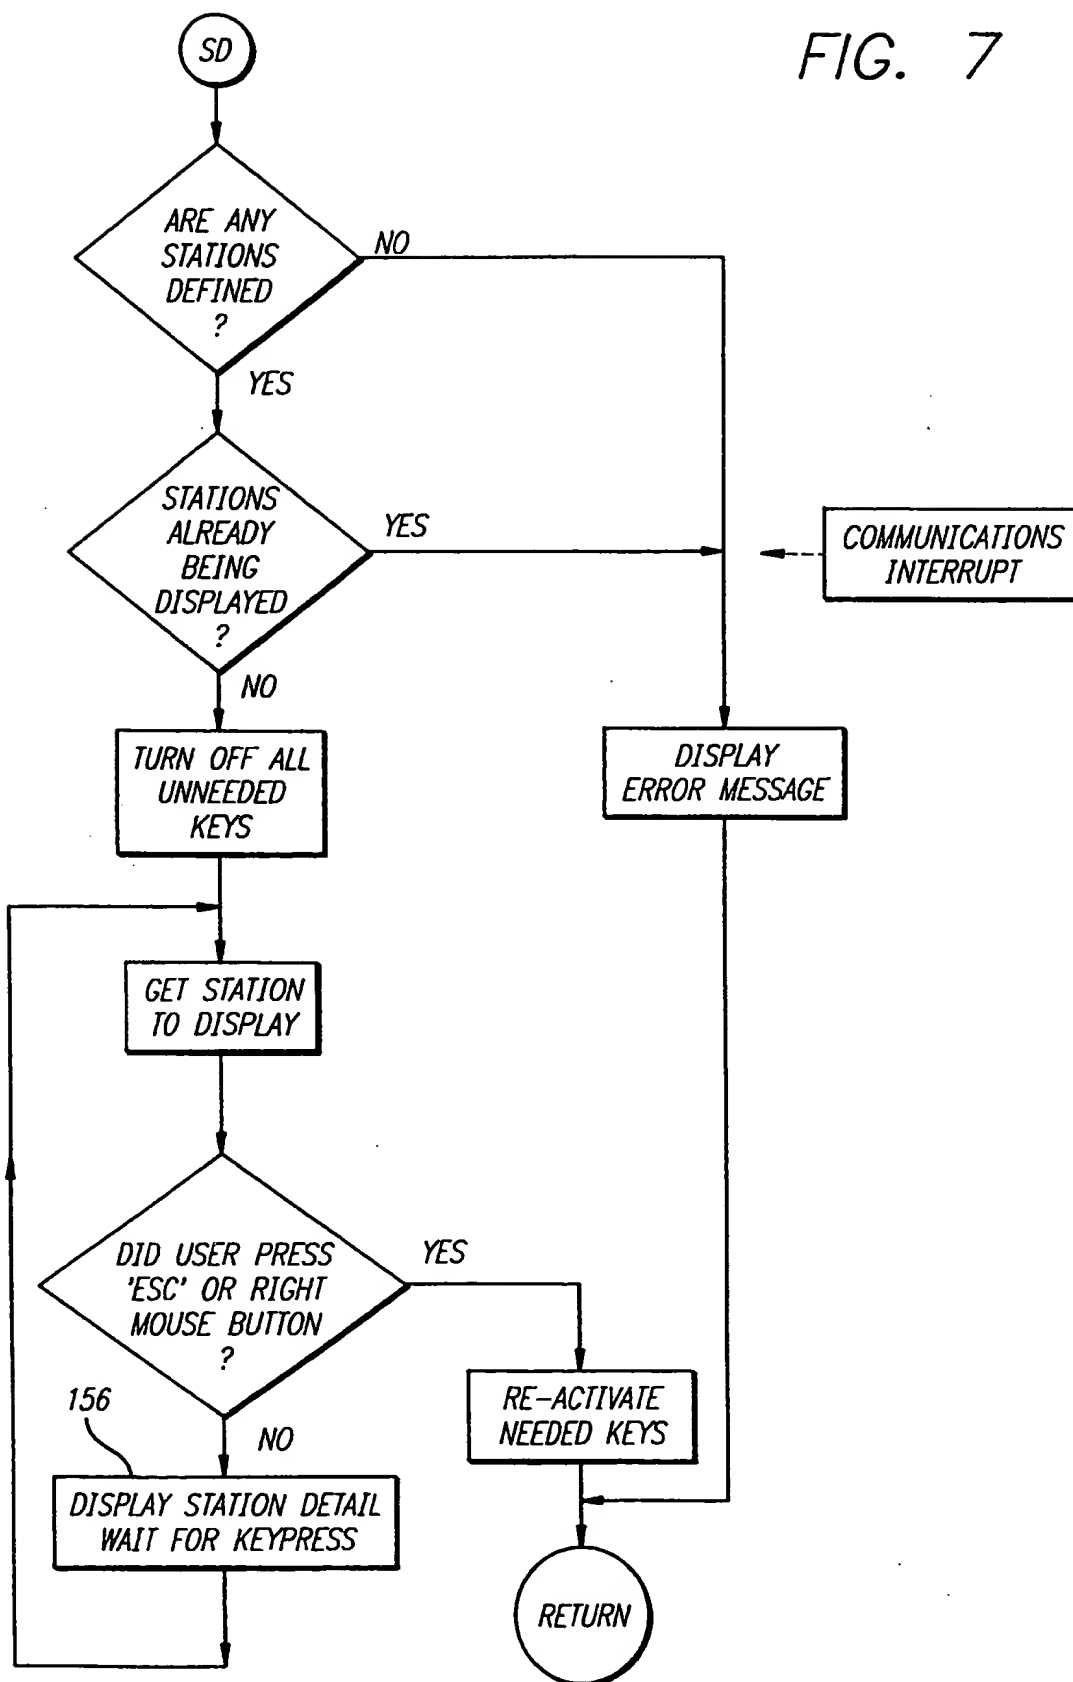 FIG. 7
SD
ARE ANY
STATIONS
DEFINED
?
NO
YES
STATIONS
ALREADY
BEING
DISPLAYED
?
YES
NO
COMMUNICATIONS
INTERRUPT
TURN OFF ALL
UNNEEDED
KEYS
DISPLAY
ERROR MESSAGE
GET STATION
TO DISPLAY
DID USER PRESS
'ESC' OR RIGHT
MOUSE BUTTON
?
YES
NO
RE-ACTIVATE
NEEDED KEYS
156
DISPLAY STATION DETAIL
WAIT FOR KEYPRESS
RETURN